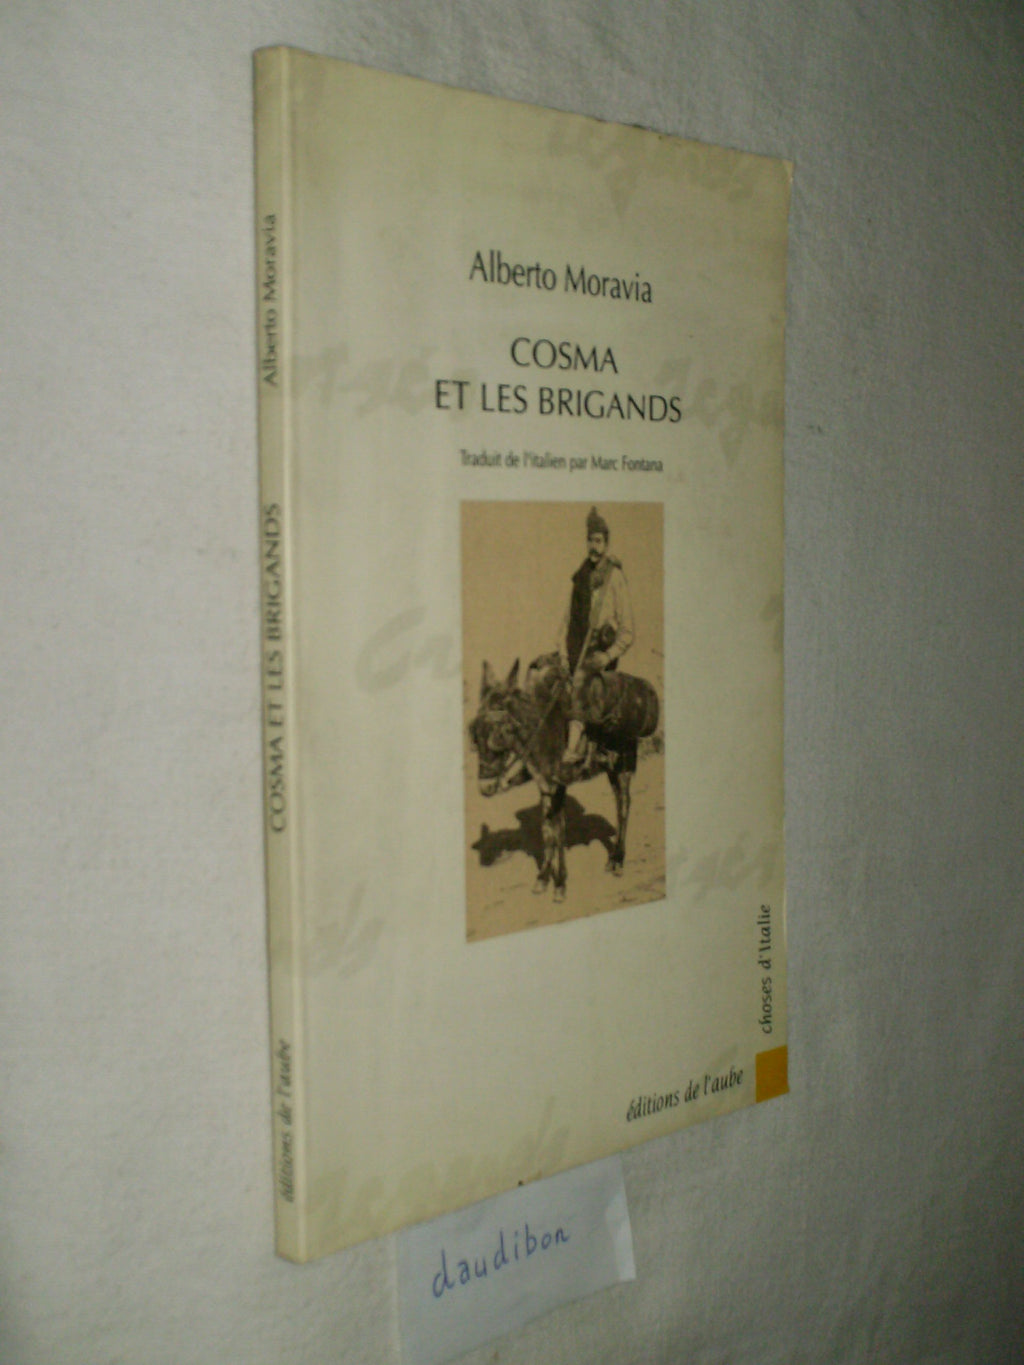 Alberto Moravia
COSMA
ET LES BRIGANDS
Traduit de l'italien par Marc Fontana
choses d'Italie
éditions de l'aube
Alberto Moravia
COSMA ET LES BRIGANDS
éditions de l'aube
daudibon